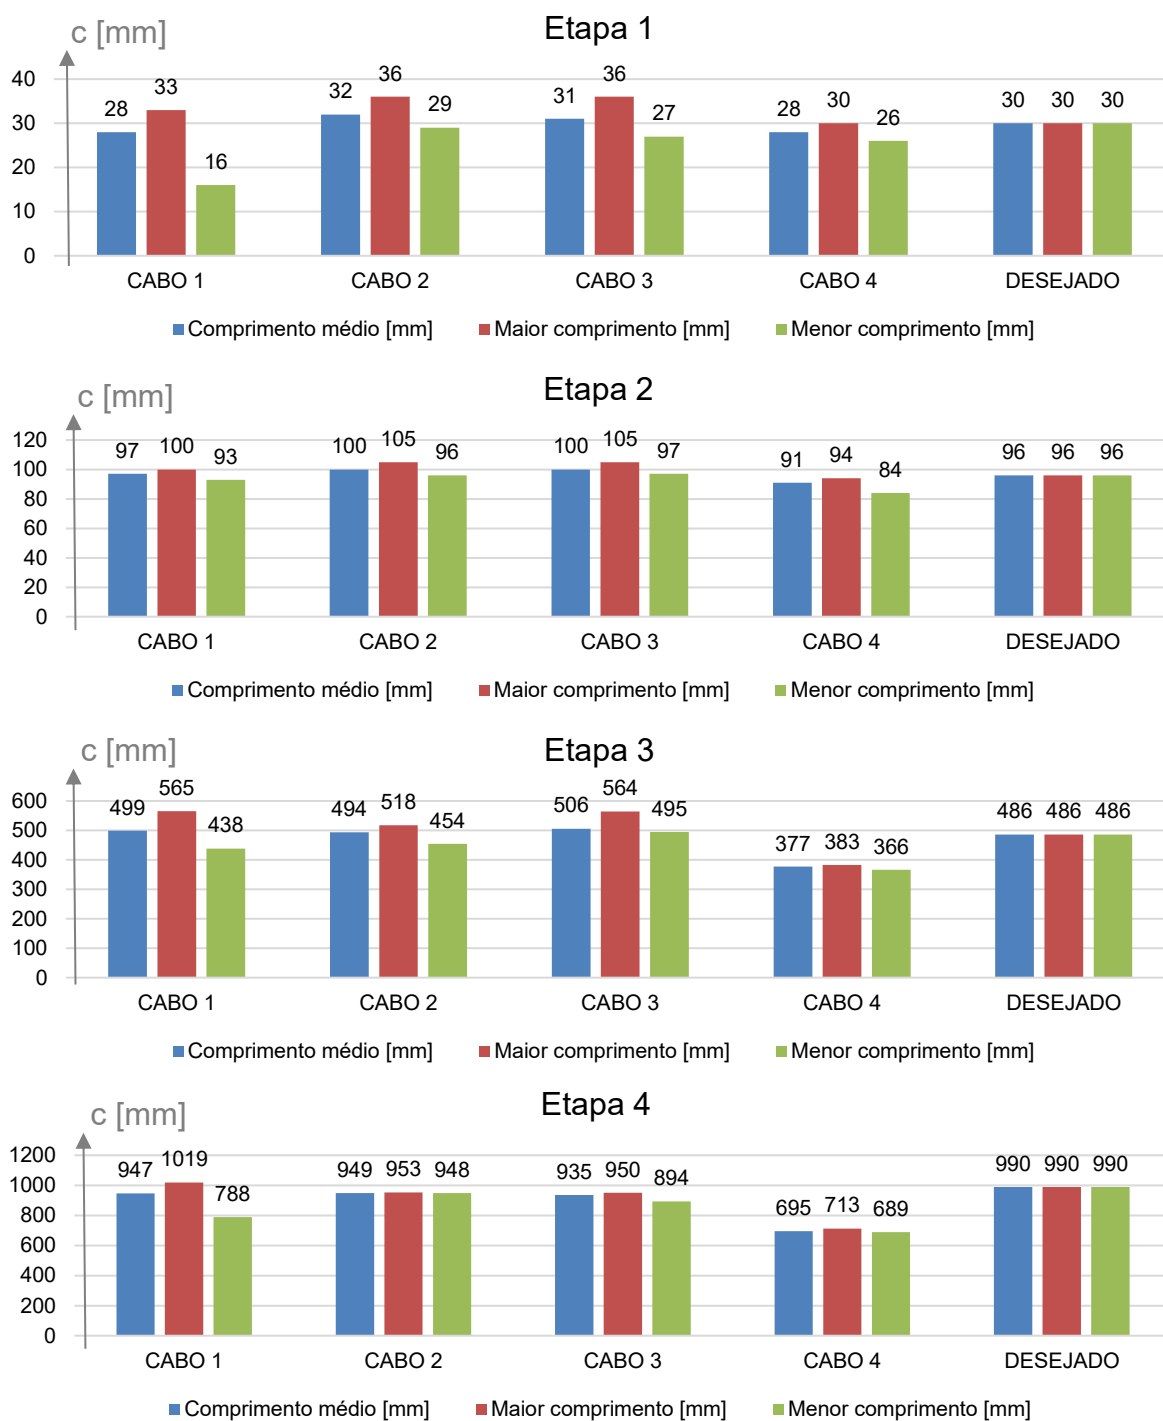 Etapa 1
c [mm]
40
30
20
10
0
28 33 16
32 36 29
31 36 27
28 30 26
30 30 30
CABO 1 CABO 2 CABO 3 CABO 4 DESEJADO
Comprimento médio [mm] Maior comprimento [mm] Menor comprimento [mm]
Etapa 2
c [mm]
120
100
80
60
40
20
0
97 100 93
100 105 96
100 105 97
91 94 84
96 96 96
CABO 1 CABO 2 CABO 3 CABO 4 DESEJADO
Comprimento médio [mm] Maior comprimento [mm] Menor comprimento [mm]
Etapa 3
c [mm]
600
500
400
300
200
100
0
499 565 438
494 518 454
506 564 495
377 383 366
486 486 486
CABO 1 CABO 2 CABO 3 CABO 4 DESEJADO
Comprimento médio [mm] Maior comprimento [mm] Menor comprimento [mm]
Etapa 4
c [mm]
1200
1000
800
600
400
200
0
947 1019 788
949 953 948
935 950 894
695 713 689
990 990 990
CABO 1 CABO 2 CABO 3 CABO 4 DESEJADO
Comprimento médio [mm] Maior comprimento [mm] Menor comprimento [mm]